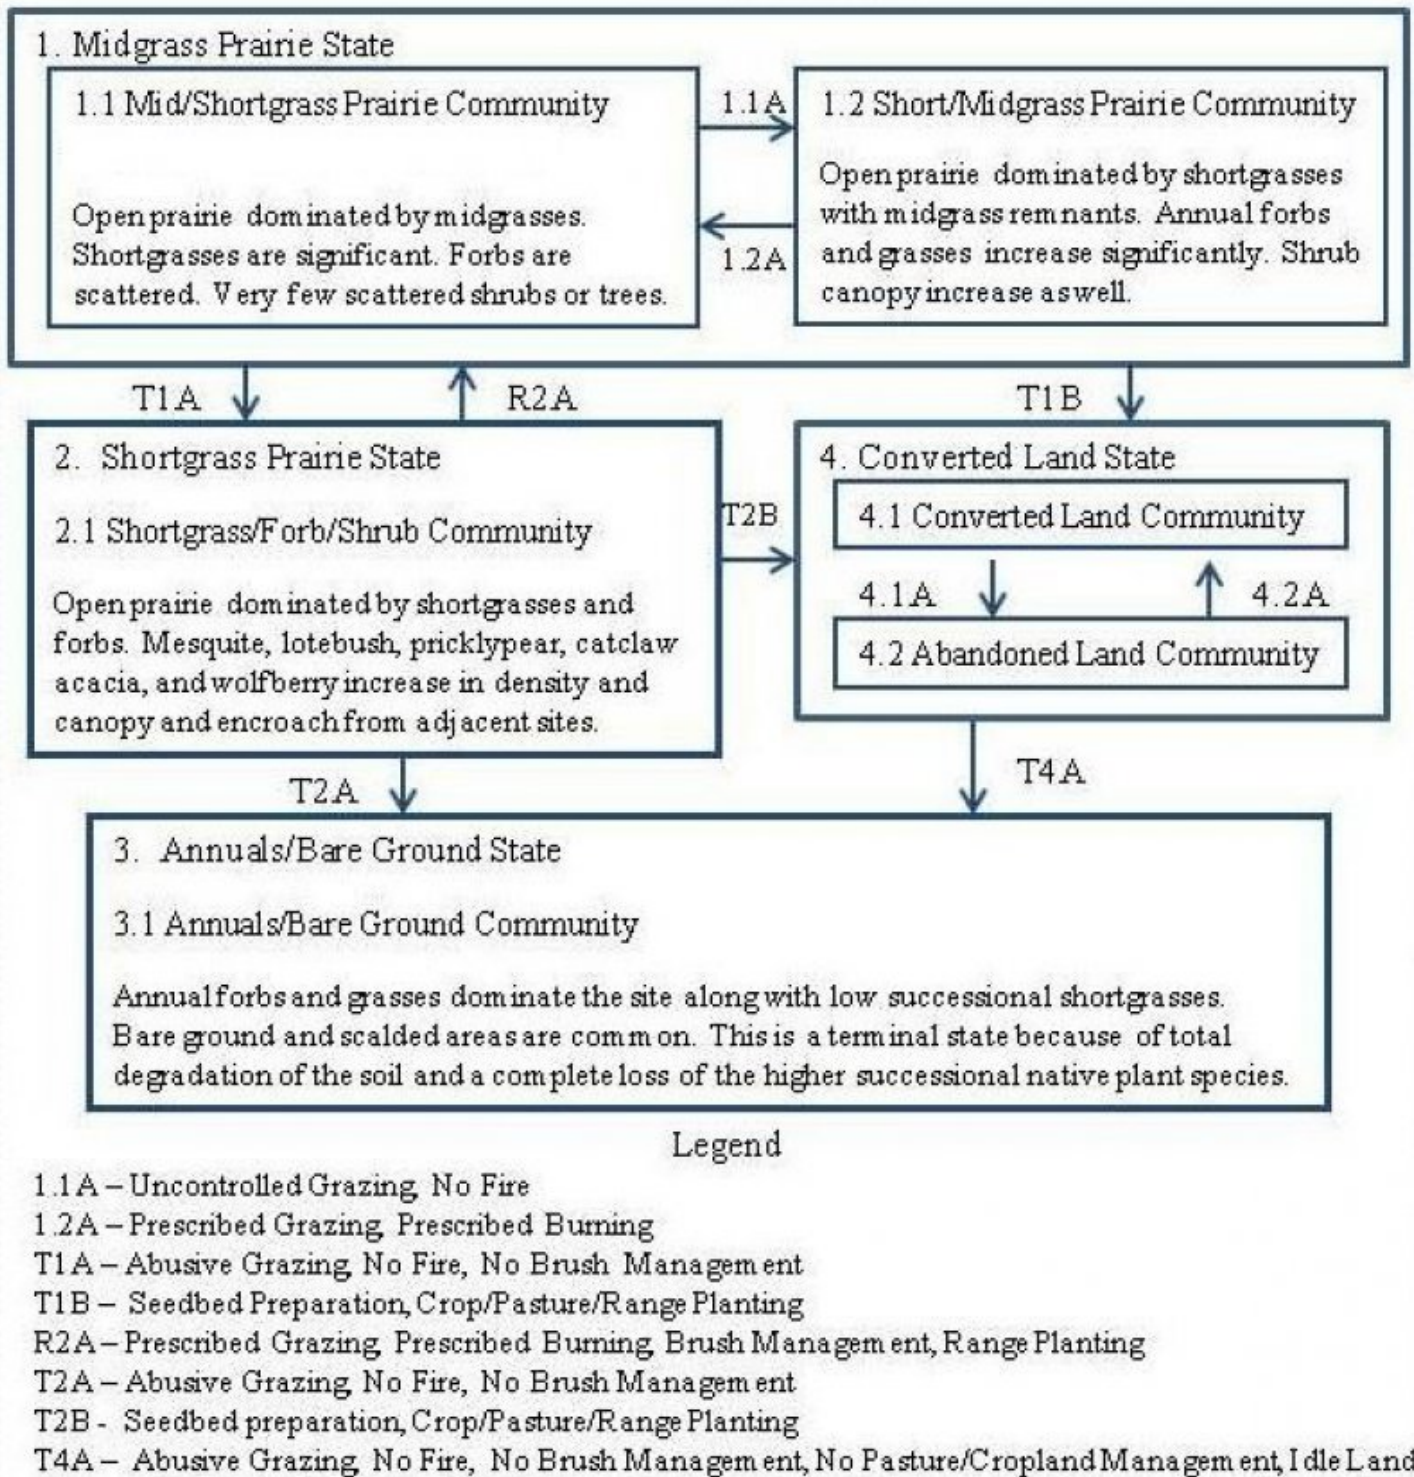 1. Midgrass Prairie State
1.1 Mid/Shortgrass Prairie Community
Open prairie dominated by midgrasses.
Shortgrasses are significant. Forbs are
scattered. Very few scattered shrubs or trees.
1.1A
1.2A
1.2 Short/Midgrass Prairie Community
Open prairie dominated by shortgrasses
with midgrass remnants. Annual forbs
and grasses increase significantly. Shrub
canopy increase as well.
T1A
R2A
T1B
2. Shortgrass Prairie State
2.1 Shortgrass/Forb/Shrub Community
Open prairie dominated by shortgrasses and
forbs. Mesquite, lotebush, pricklypear, catclaw
acacia, and wolfberry increase in density and
canopy and encroach from adjacent sites.
T2B
4. Converted Land State
4.1 Converted Land Community
4.1A
4.2A
4.2 Abandoned Land Community
T2A
T4A
3. Annuals/Bare Ground State
3.1 Annuals/Bare Ground Community
Annual forbs and grasses dominate the site along with low successional shortgrasses.
Bare ground and scalded areas are common. This is a terminal state because of total
degradation of the soil and a complete loss of the higher successional native plant species.
Legend
1.1A – Uncontrolled Grazing, No Fire
1.2A – Prescribed Grazing, Prescribed Burning
T1A – Abusive Grazing, No Fire, No Brush Management
T1B – Seedbed Preparation, Crop/Pasture/Range Planting
R2A – Prescribed Grazing, Prescribed Burning, Brush Management, Range Planting
T2A – Abusive Grazing, No Fire, No Brush Management
T2B - Seedbed preparation, Crop/Pasture/Range Planting
T4A – Abusive Grazing, No Fire, No Brush Management, No Pasture/Cropland Management, Idle Land